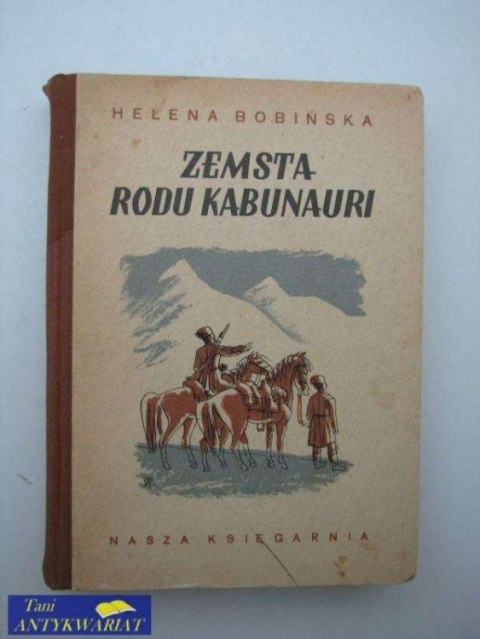 HELENA BOBIŃSKA
ZEMSTA
RODU KABUNAURI
NASZA KSIĘGARNIA
Tani
ANTYKWARIAT